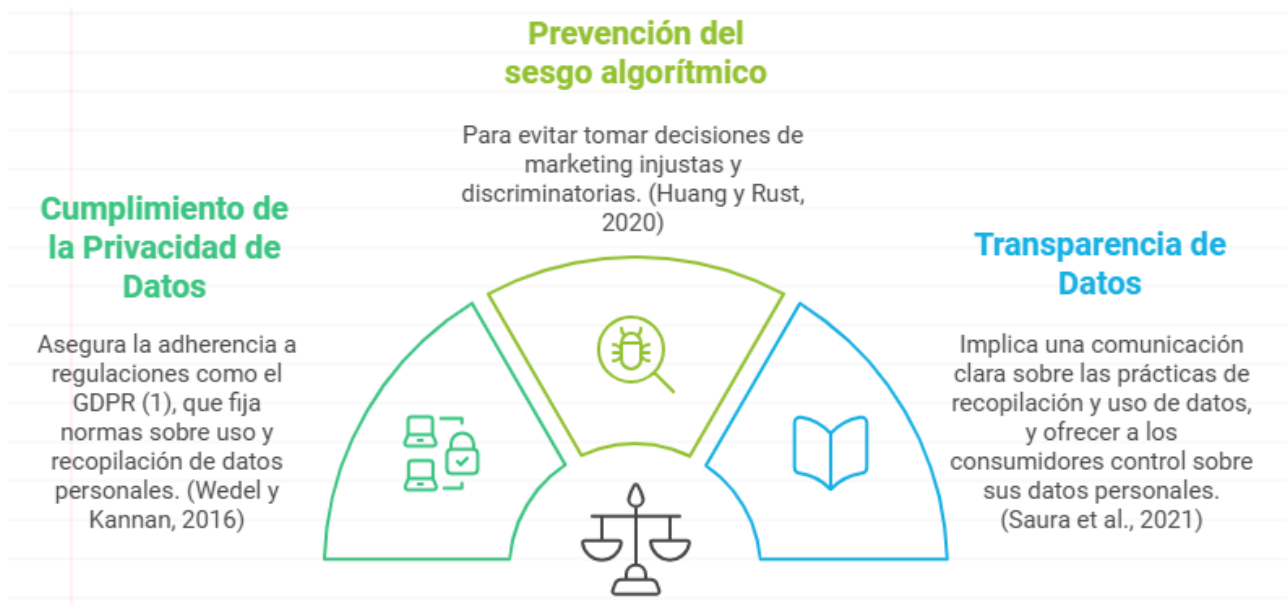 Prevención del
sesgo algorítmico
Para evitar tomar decisiones de
marketing injustas y
discriminatorias. (Huang y Rust,
2020)
Cumplimiento de
la Privacidad de
Datos
Asegura la adherencia a
regulaciones como el
GDPR (1), que fija
normas sobre uso y
recopilación de datos
personales. (Wedel y
Kannan, 2016)
Transparencia de
Datos
Implica una comunicación
clara sobre las prácticas de
recopilación y uso de datos,
y ofrecer a los
consumidores control sobre
sus datos personales.
(Saura et al., 2021)